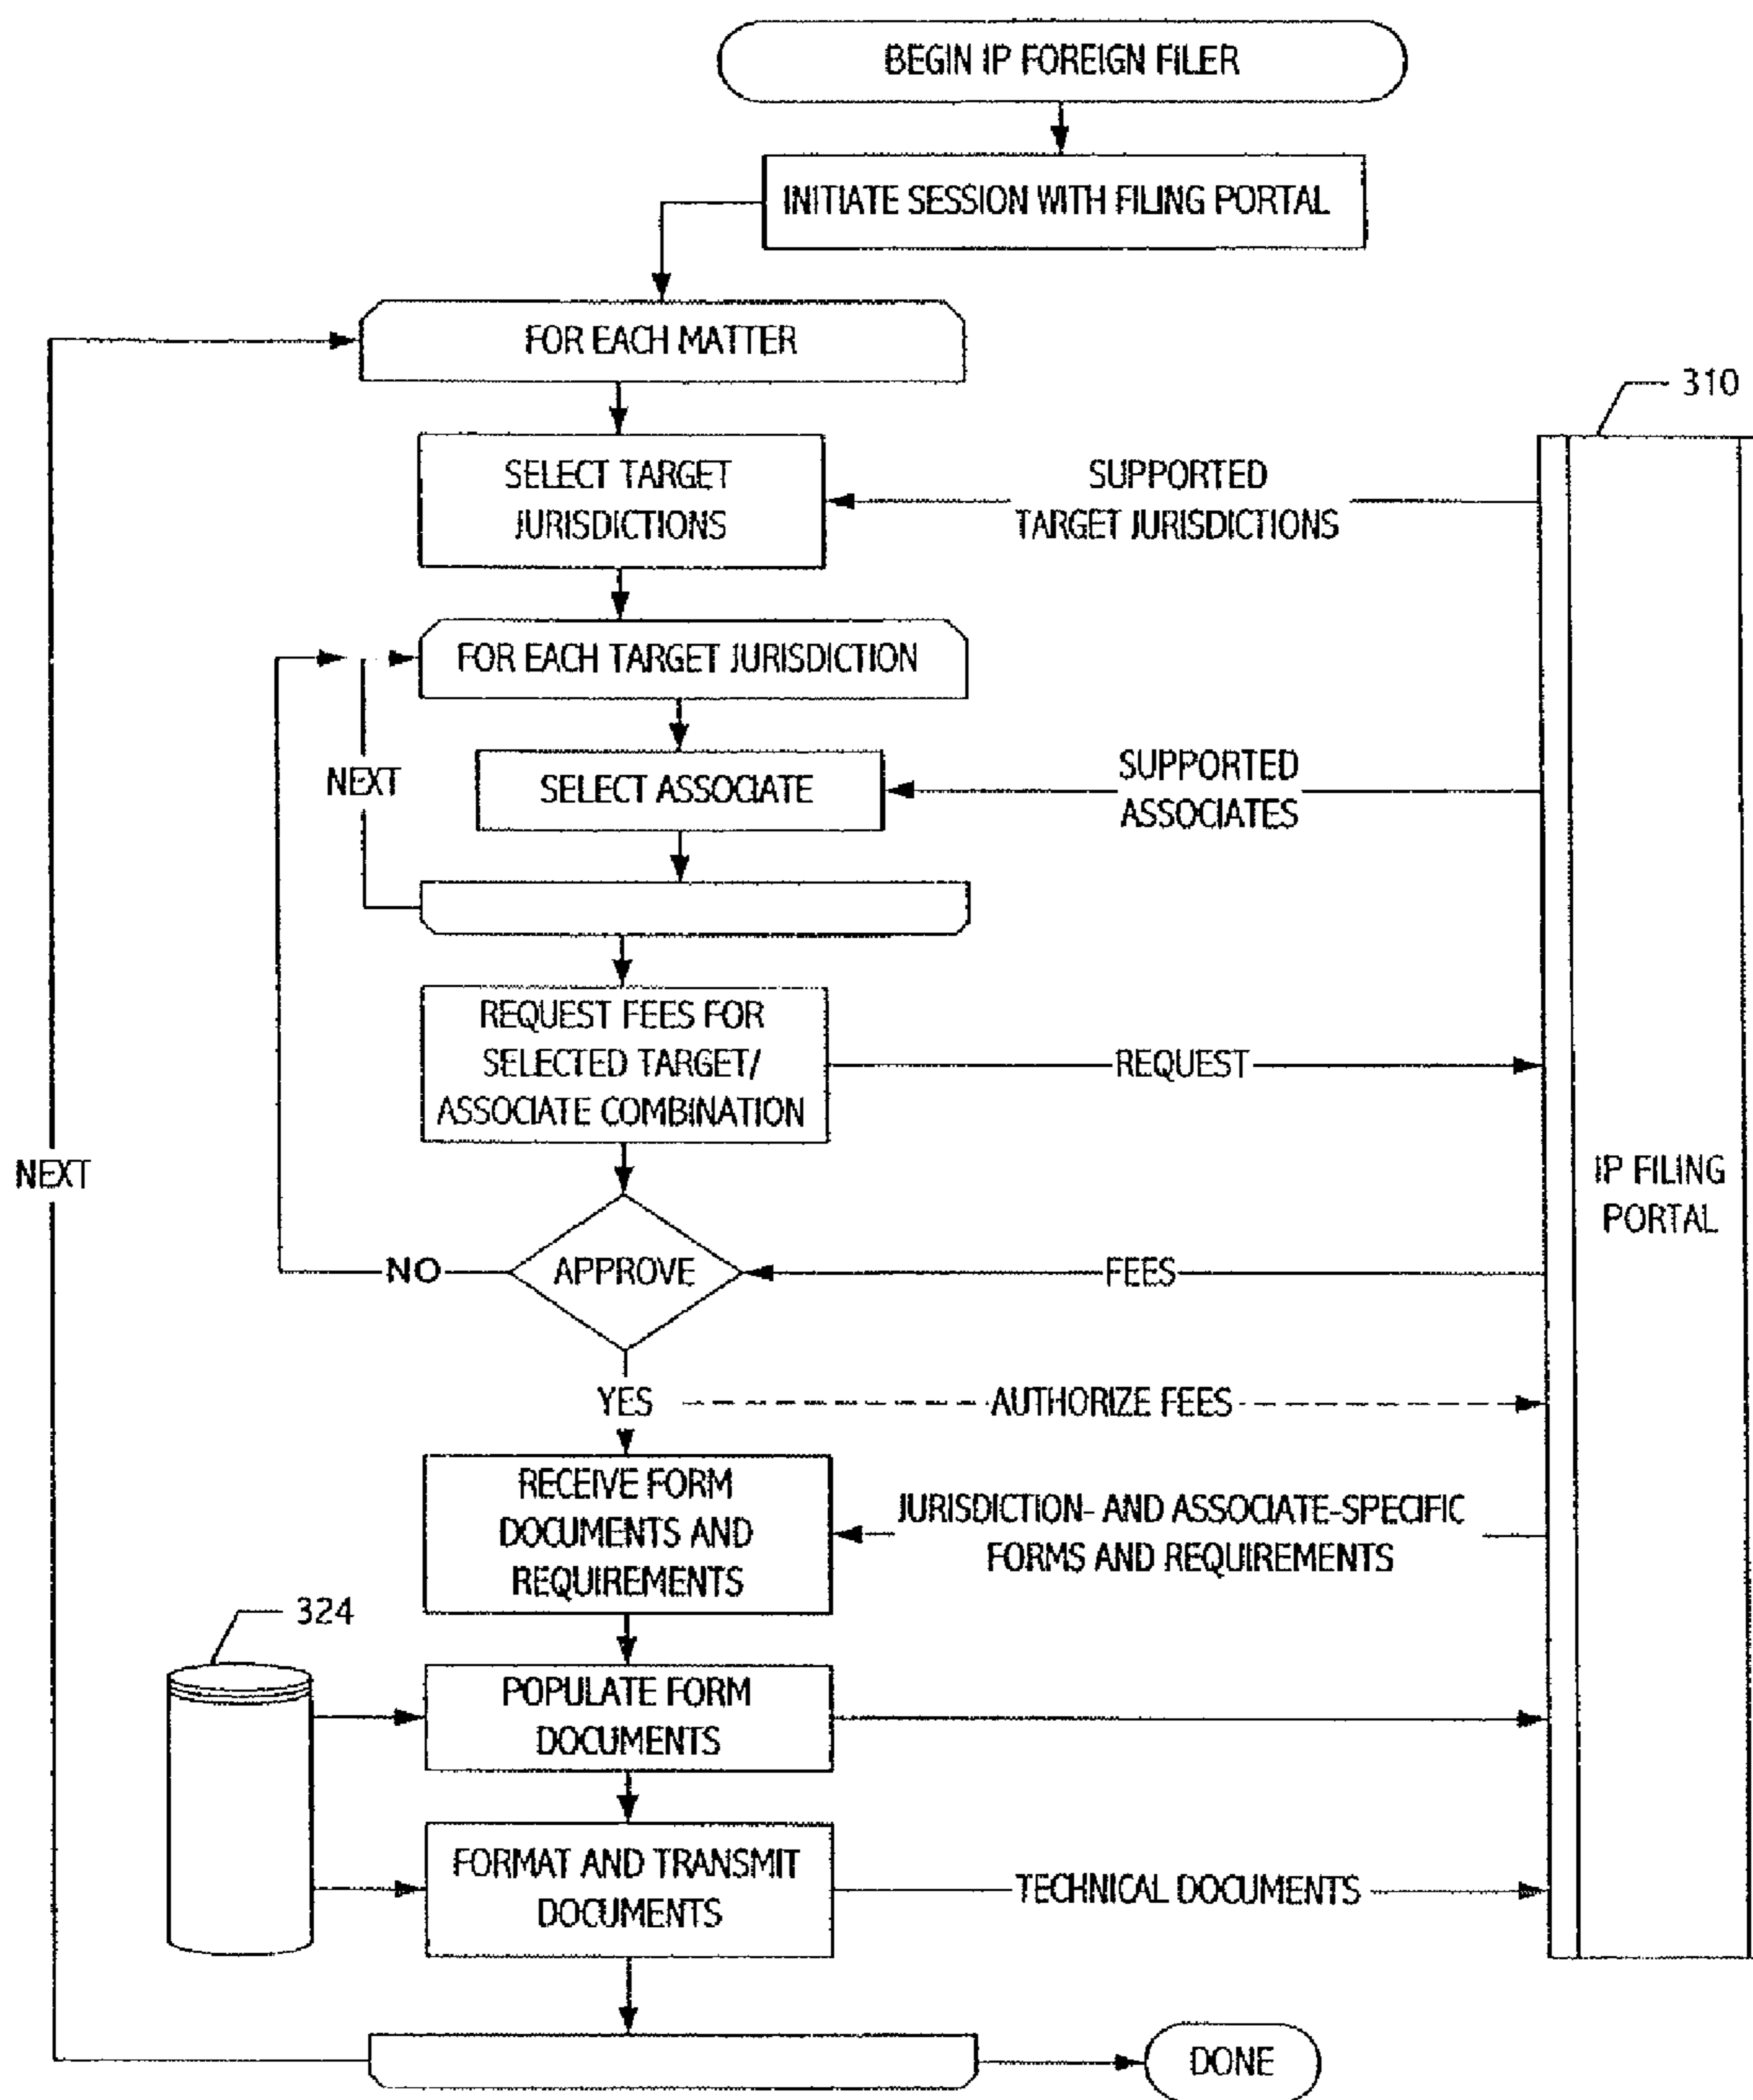 BEGIN IP FOREIGN FILER
INITIATE SESSION WITH FILING PORTAL
FOR EACH MATTER
310
SELECT TARGET
JURISDICTIONS
SUPPORTED
TARGET JURISDICTIONS
FOR EACH TARGET JURISDICTION
NEXT
SELECT ASSOCIATE
SUPPORTED
ASSOCIATES
REQUEST FEES FOR
SELECTED TARGET/
ASSOCIATE COMBINATION
REQUEST
NEXT
IP FILING
PORTAL
NO
APPROVE
FEES
YES
AUTHORIZE FEES
RECEIVE FORM
DOCUMENTS AND
REQUIREMENTS
JURISDICTION- AND ASSOCIATE-SPECIFIC
FORMS AND REQUIREMENTS
324
POPULATE FORM
DOCUMENTS
FORMAT AND TRANSMIT
DOCUMENTS
TECHNICAL DOCUMENTS
DONE